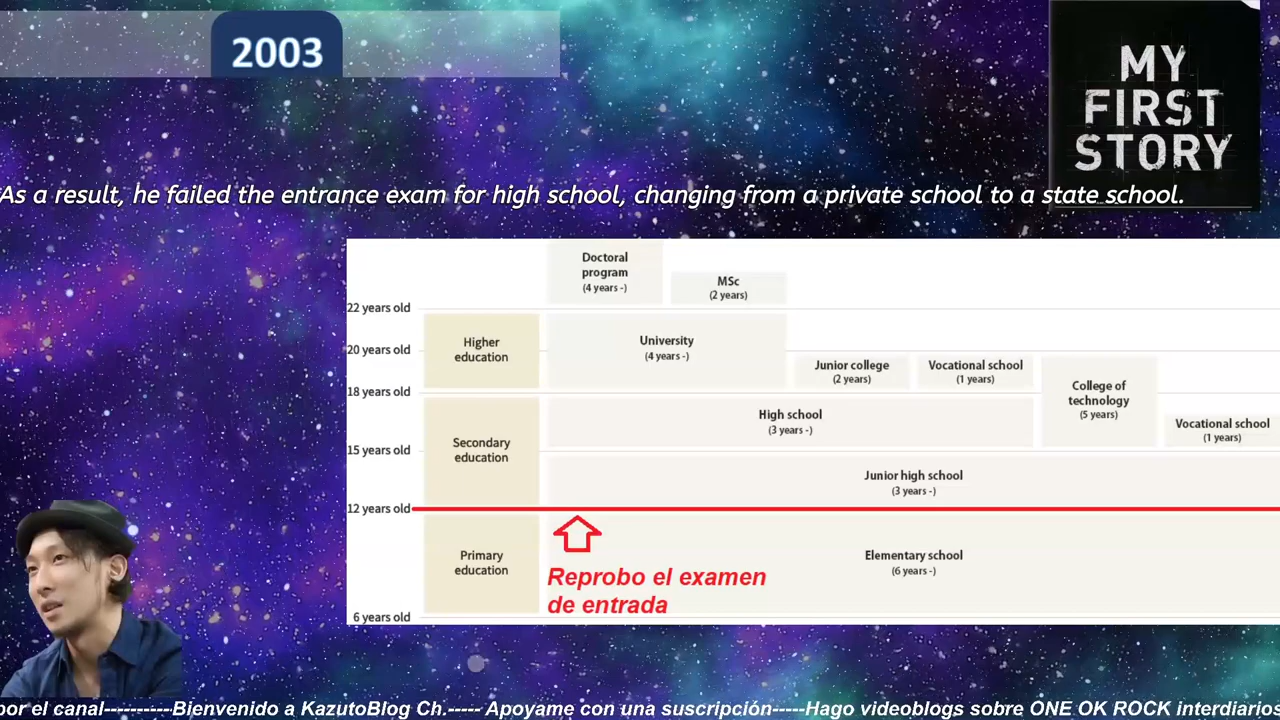 2003
MY
FIRST
STORY
As a result, he failed the entrance exam for high school, changing from a private school to a state school.
Doctoral
program
(4 years -)
MSc
(2 years)
22 years old
Higher
education
University
(4 years -)
20 years old
Junior college
(2 years)
Vocational school
(1 years)
College of
technology
(5 years)
18 years old
High school
(3 years -)
Vocational school
(1 years)
Secondary
education
15 years old
Junior high school
(3 years -)
12 years old
Primary
education
Elementary school
(6 years -)
Reprobo el examen
de entrada
6 years old
por el canal----------Bienvenido a KazutoBlog Ch.----- Apoyame con una suscripción-----Hago videoblogs sobre ONE OK ROCK interdiarios